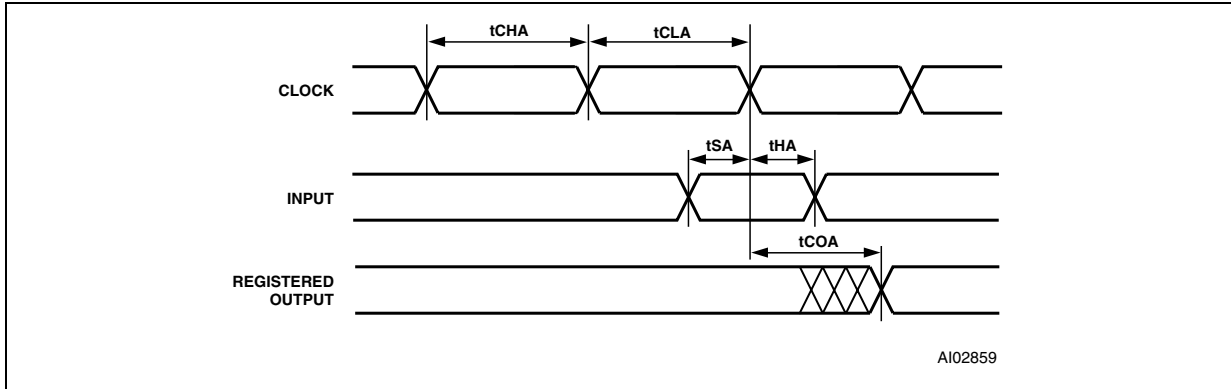 tCHA tCLA
CLOCK
tSA tHA
INPUT
tCOA
REGISTERED
OUTPUT
AI02859